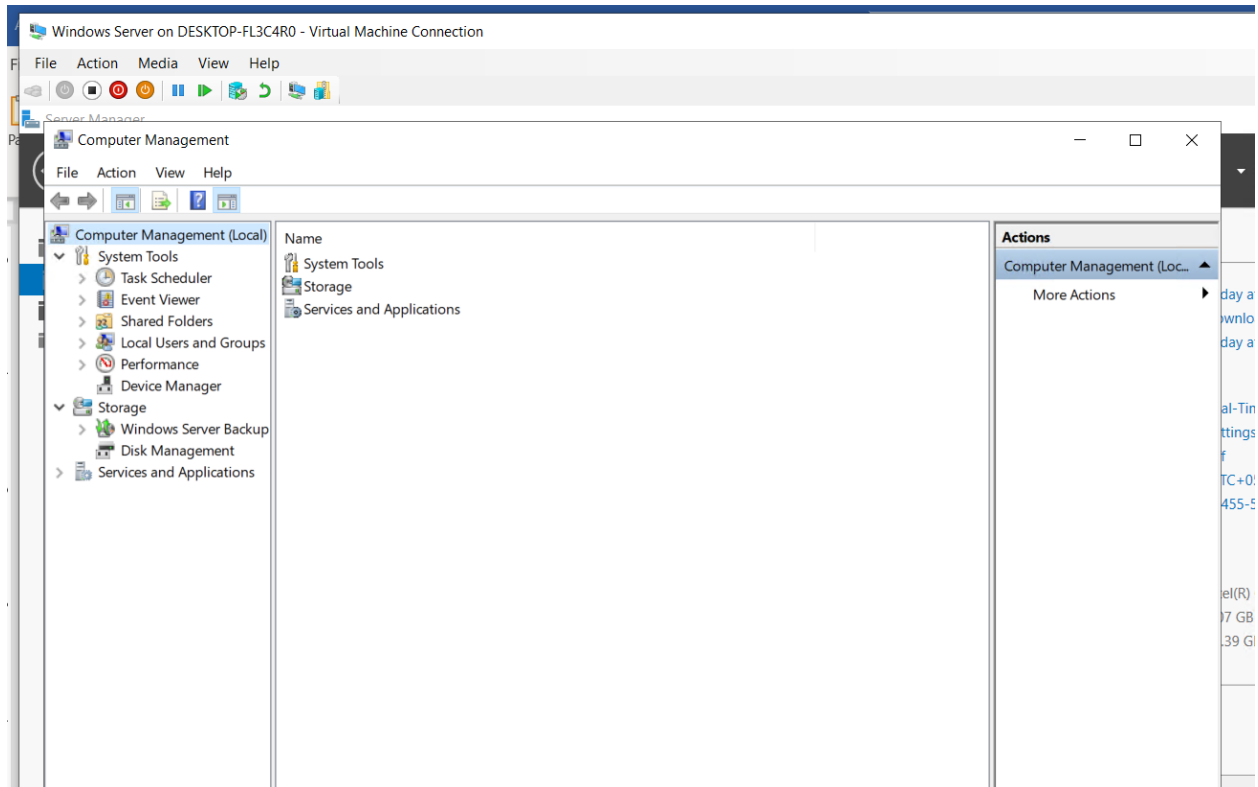 Windows Server on DESKTOP-FL3C4R0 - Virtual Machine Connection
File Action Media View Help
Server Manager
Computer Management
File Action View Help
Computer Management (Local)
System Tools
Task Scheduler
Event Viewer
Shared Folders
Local Users and Groups
Performance
Device Manager
Storage
Windows Server Backup
Disk Management
Services and Applications
Name
System Tools
Storage
Services and Applications
Actions
Computer Management (Loc...
More Actions